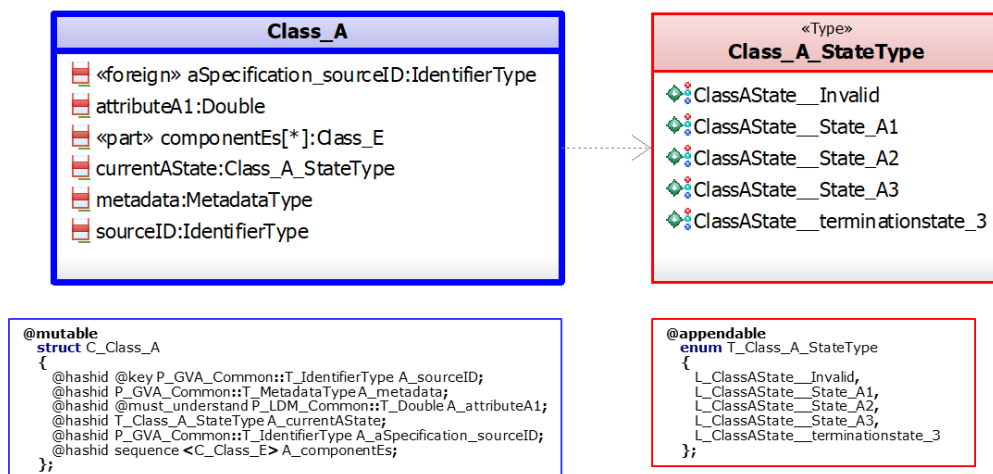 Class_A
«foreign» aSpecification_sourceID:IdentifierType
attributeA1:Double
«part» componentEs[*]:Class_E
currentAState:Class_A_StateType
metadata:MetadataType
sourceID:IdentifierType
«Type»
Class_A_StateType
ClassAState__Invalid
ClassAState__State_A1
ClassAState__State_A2
ClassAState__State_A3
ClassAState__terminationstate_3
@mutable
struct C_Class_A
{
@hashid @key P_GVA_Common::T_IdentifierType A_sourceID;
@hashid P_GVA_Common::T_MetadataType A_metadata;
@hashid @must_understand P_LDM_Common::T_Double A_attributeA1;
@hashid T_Class_A_StateType A_currentAState;
@hashid P_GVA_Common::T_IdentifierType A_aSpecification_sourceID;
@hashid sequence <C_Class_E> A_componentEs;
};
@appendable
enum T_Class_A_StateType
{
L_ClassAState__Invalid,
L_ClassAState__State_A1,
L_ClassAState__State_A2,
L_ClassAState__State_A3,
L_ClassAState__terminationstate_3
};